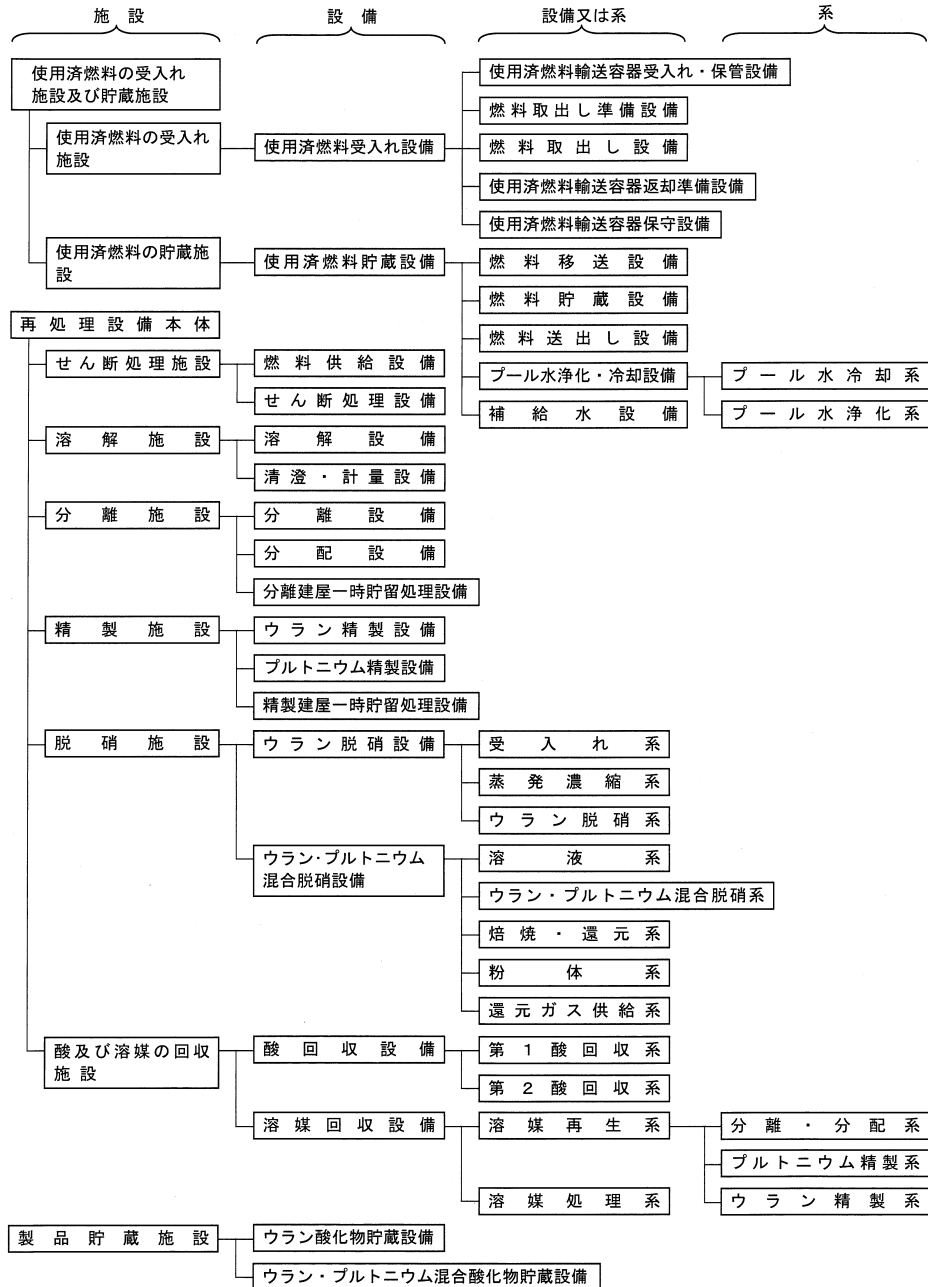 施設 設備 設備又は系 系
使用済燃料の受入れ
施設及び貯蔵施設
使用済燃料の受入れ
施設
使用済燃料受入れ設備
使用済燃料輸送容器受入れ・保管設備
燃料取出し準備設備
燃料取出し設備
使用済燃料輸送容器返却準備設備
使用済燃料輸送容器保守設備
使用済燃料の貯蔵施
設
使用済燃料貯蔵設備
燃料移送設備
燃料貯蔵設備
燃料送出し設備
プール水浄化・冷却設備
プール水冷却系
プール水浄化系
補給水設備
再処理設備本体
せん断処理施設
燃料供給設備
せん断処理設備
溶解施設
溶解設備
清澄・計量設備
分離施設
分離設備
分配設備
分離建屋一時貯留処理設備
精製施設
ウラン精製設備
プルトニウム精製設備
精製建屋一時貯留処理設備
脱硝施設
ウラン脱硝設備
受入れ系
蒸発濃縮系
ウラン脱硝系
ウラン・プルトニウム
混合脱硝設備
溶液系
ウラン・プルトニウム混合脱硝系
焙焼・還元系
粉体系
還元ガス供給系
酸及び溶媒の回収
施設
酸回収設備
第1酸回収系
第2酸回収系
溶媒回収設備
溶媒再生系
分離・分配系
プルトニウム精製系
ウラン精製系
溶媒処理系
製品貯蔵施設
ウラン酸化物貯蔵設備
ウラン・プルトニウム混合酸化物貯蔵設備